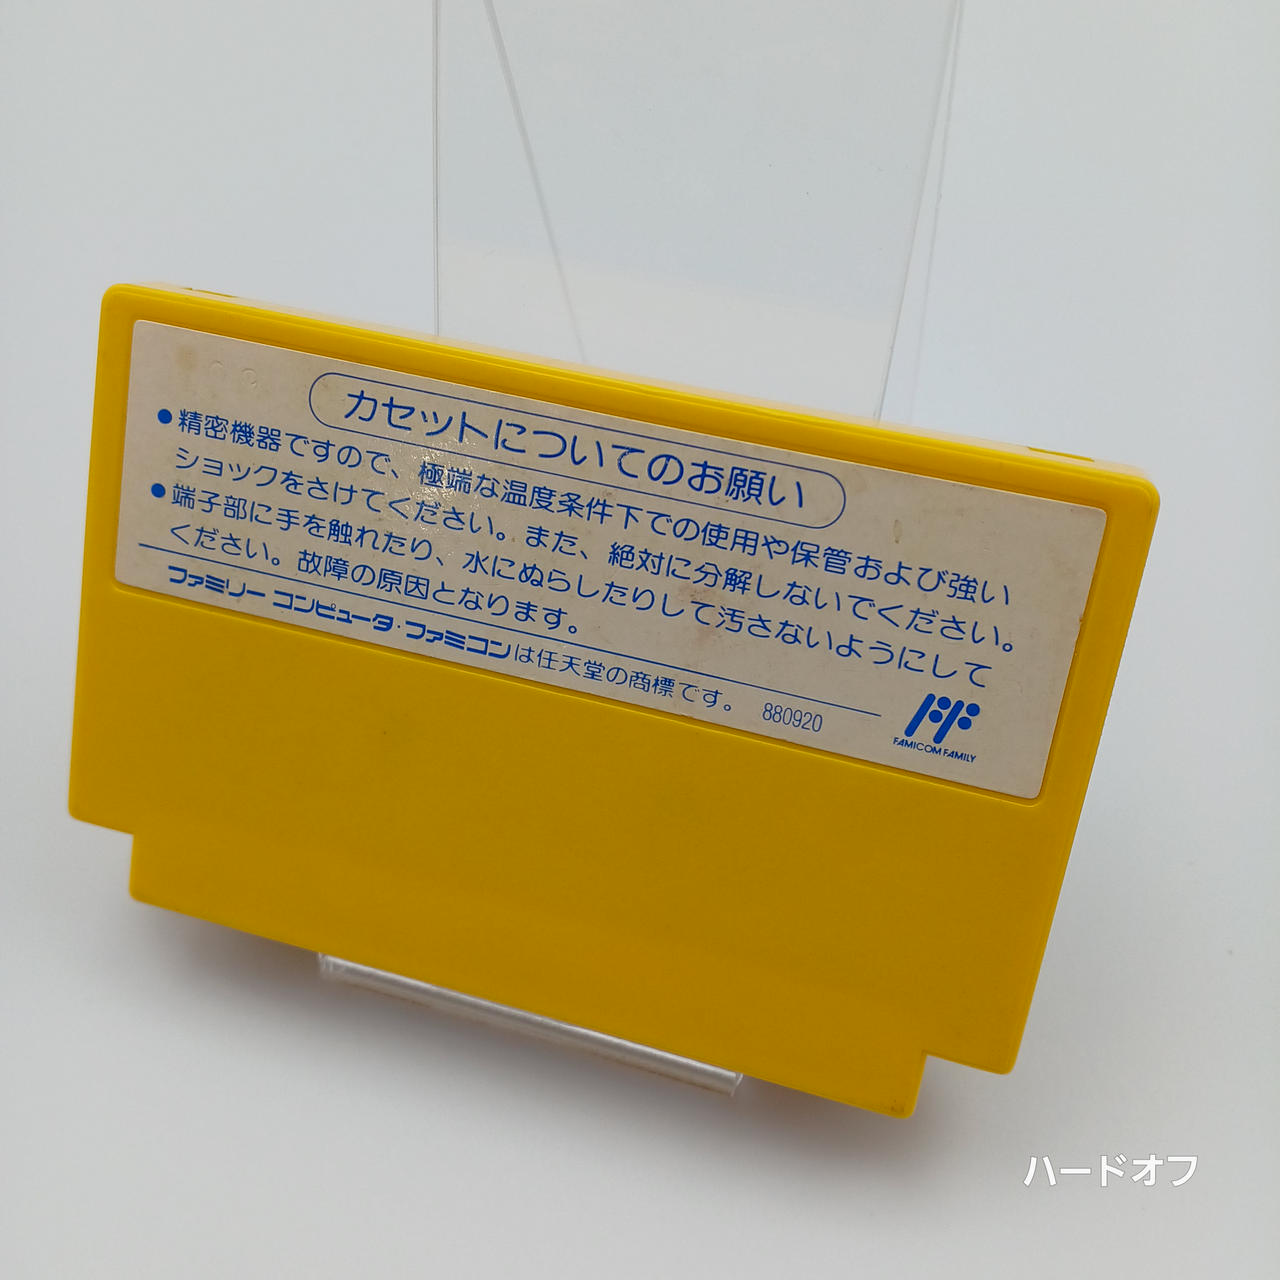 カセットについてのお願い
●精密機器ですので、極端な温度条件下での使用や保管および強い
ショックをさけてください。また、絶対に分解しないでください。
●端子部に手を触れたり、水にぬらしたりして汚さないようにして
ください。故障の原因となります。
ファミリー コンピュータ・ファミコンは任天堂の商標です。 880920
FAMICOM FAMILY
ハードオフ